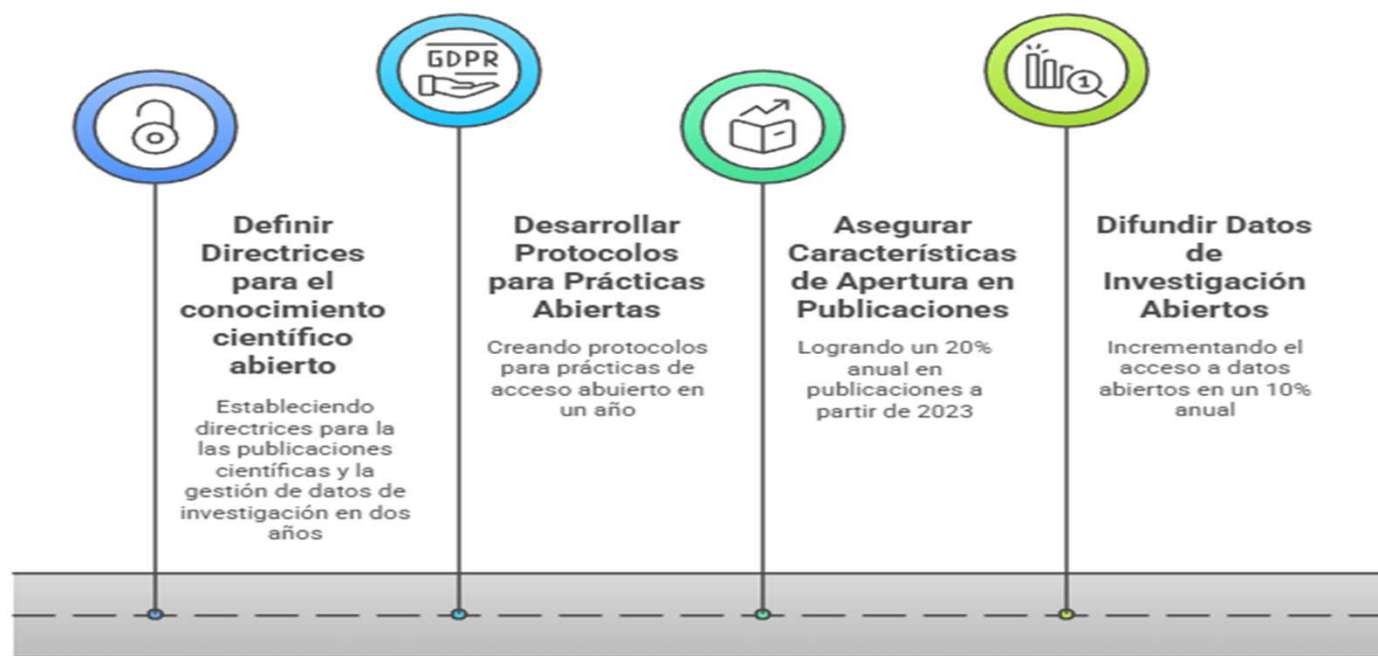 GDPR
1
Definir
Directrices
para el
conocimiento
científico
abierto
Estableciendo
directrices para la
las publicaciones
científicas y la
gestión de datos de
investigación en dos
años
Desarrollar
Protocolos
para Prácticas
Abiertas
Creando protocolos
para prácticas de
acceso abuierto en
un año
Asegurar
Características
de Apertura en
Publicaciones
Logrando un 20%
anual en
publicaciones a
partir de 2023
Difundir Datos
de
Investigación
Abiertos
Incrementando el
acceso a datos
abiertos en un 10%
anual